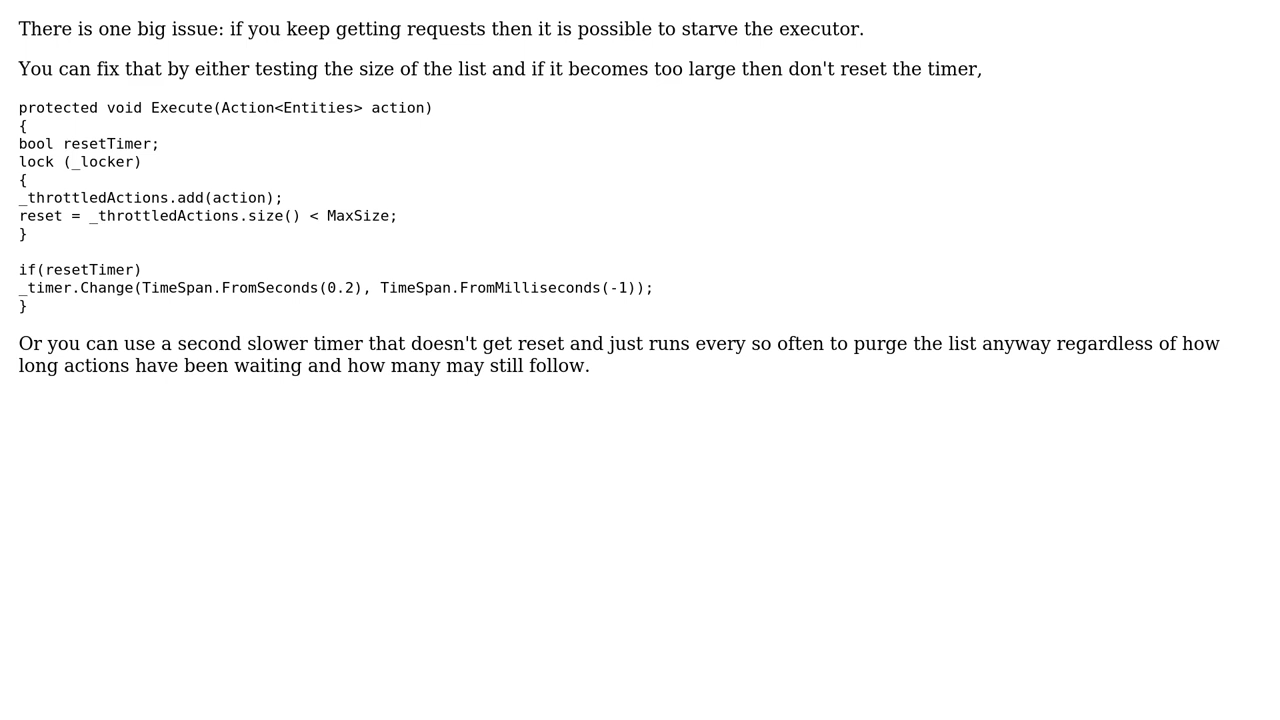 There is one big issue: if you keep getting requests then it is possible to starve the executor.
You can fix that by either testing the size of the list and if it becomes too large then don't reset the timer,
protected void Execute(Action<Entities> action)
{
bool resetTimer;
lock (_locker)
{
_throttledActions.add(action);
reset = _throttledActions.size() < MaxSize;
}
if(resetTimer)
_timer.Change(TimeSpan.FromSeconds(0.2), TimeSpan.FromMilliseconds(-1));
}
Or you can use a second slower timer that doesn't get reset and just runs every so often to purge the list anyway regardless of how
long actions have been waiting and how many may still follow.